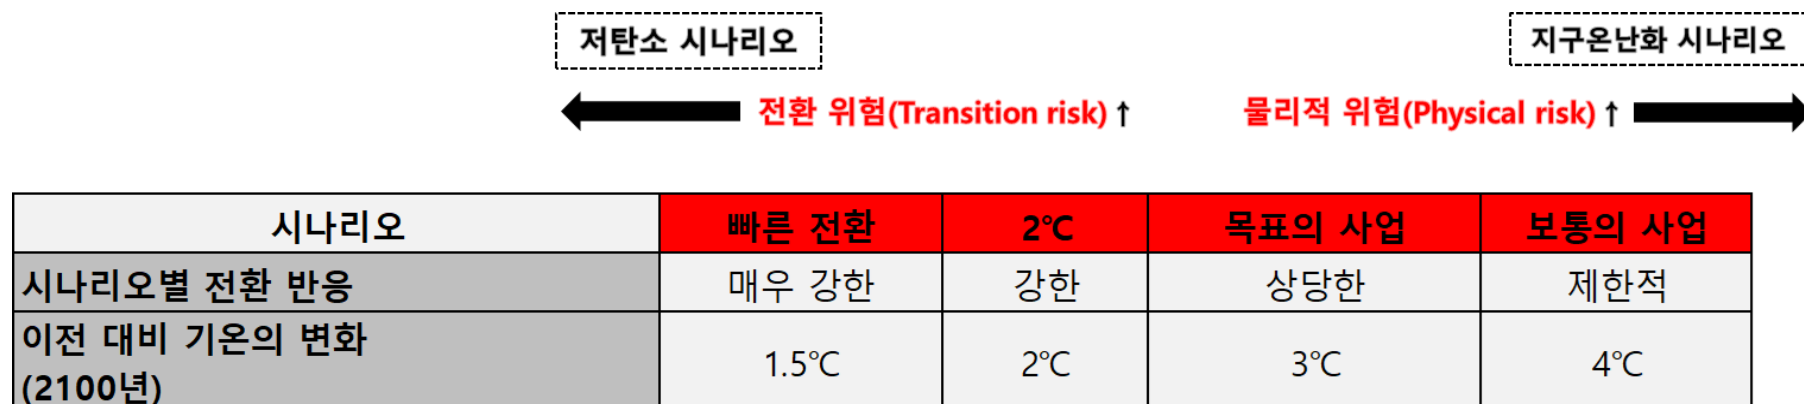 저탄소 시나리오 지구온난화 시나리오
전환 위험(Transition risk) ↑ 물리적 위험(Physical risk) ↑
시나리오 빠른 전환 2℃ 목표의 사업 보통의 사업
시나리오별 전환 반응 매우 강한 강한 상당한 제한적
이전 대비 기온의 변화
(2100년) 1.5℃ 2℃ 3℃ 4℃